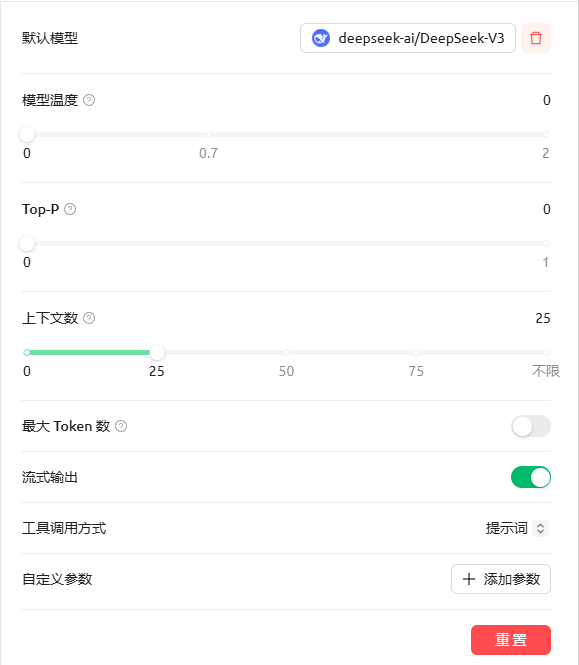 默认模型 deepseek-ai/DeepSeek-V3
模型温度 0
0 0.7 2
Top-P 0
0 1
上下文数 25
0 25 50 75 不限
最大 Token 数
流式输出
工具调用方式 提示词
自定义参数 添加参数
重置